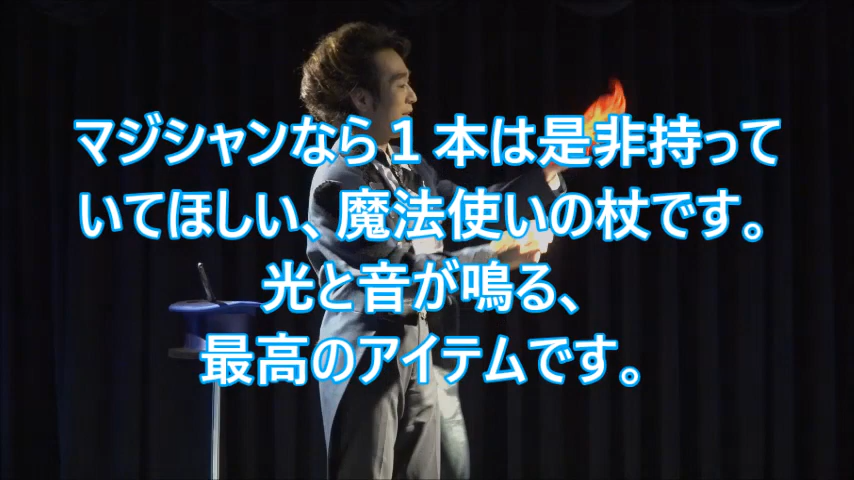 マジシャンなら１本は是非持って
いてほしい、魔法使いの杖です。
光と音が鳴る、
最高のアイテムです。